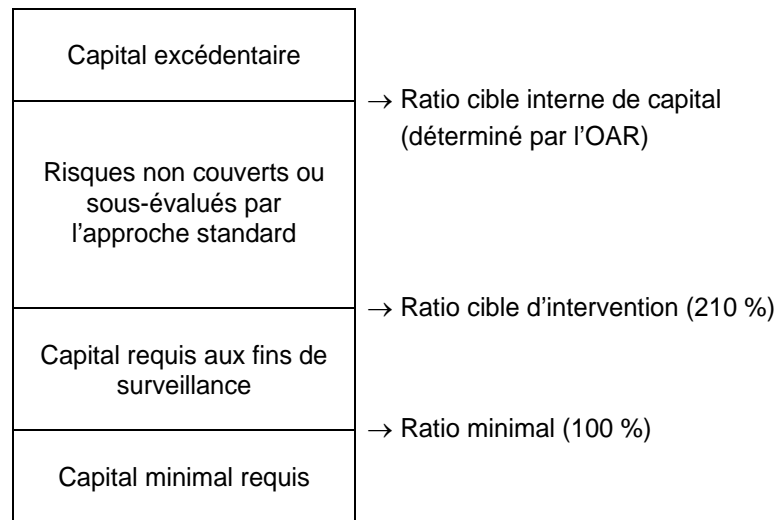 Capital excédentaire
→ Ratio cible interne de capital
(déterminé par l’OAR)
Risques non couverts ou
sous-évalués par
l’approche standard
→ Ratio cible d’intervention (210 %)
Capital requis aux fins de
surveillance
→ Ratio minimal (100 %)
Capital minimal requis